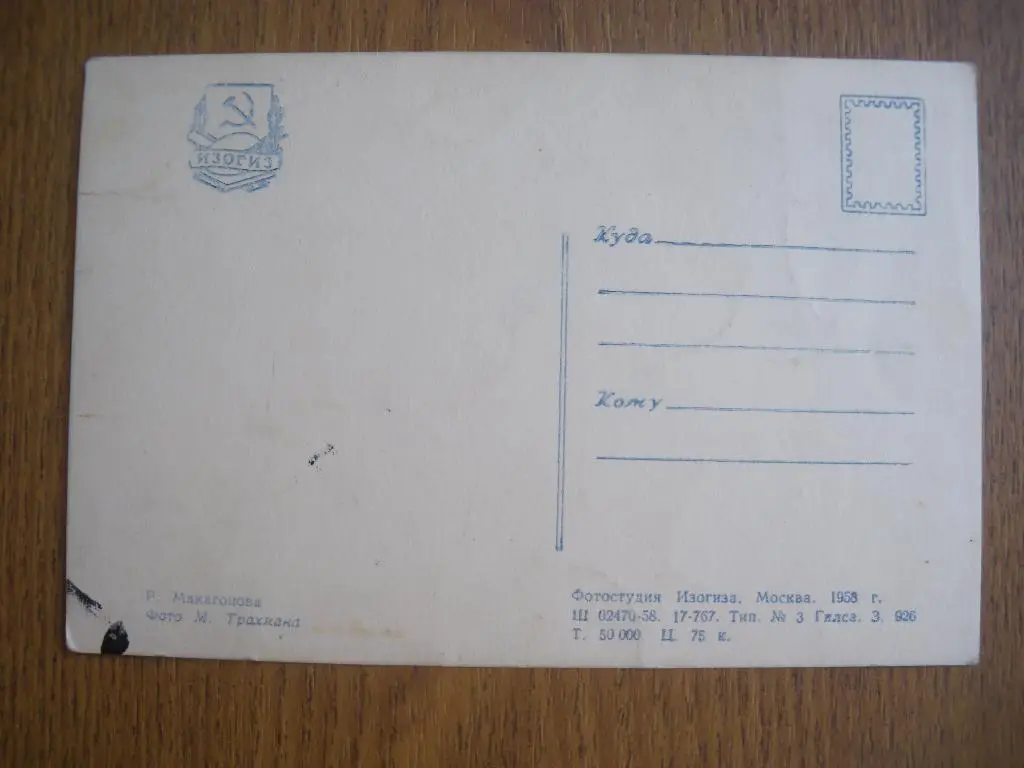 ИЗОГИЗ
Куда
Кому
Р. Макагонова
Фото М. Трахмана
Фотостудия Изогиза. Москва. 1958 г.
Ш 02470-58. 17-767. Тип. № 3 Гилса. З. 926
Т. 50 000 Ц. 75 к.